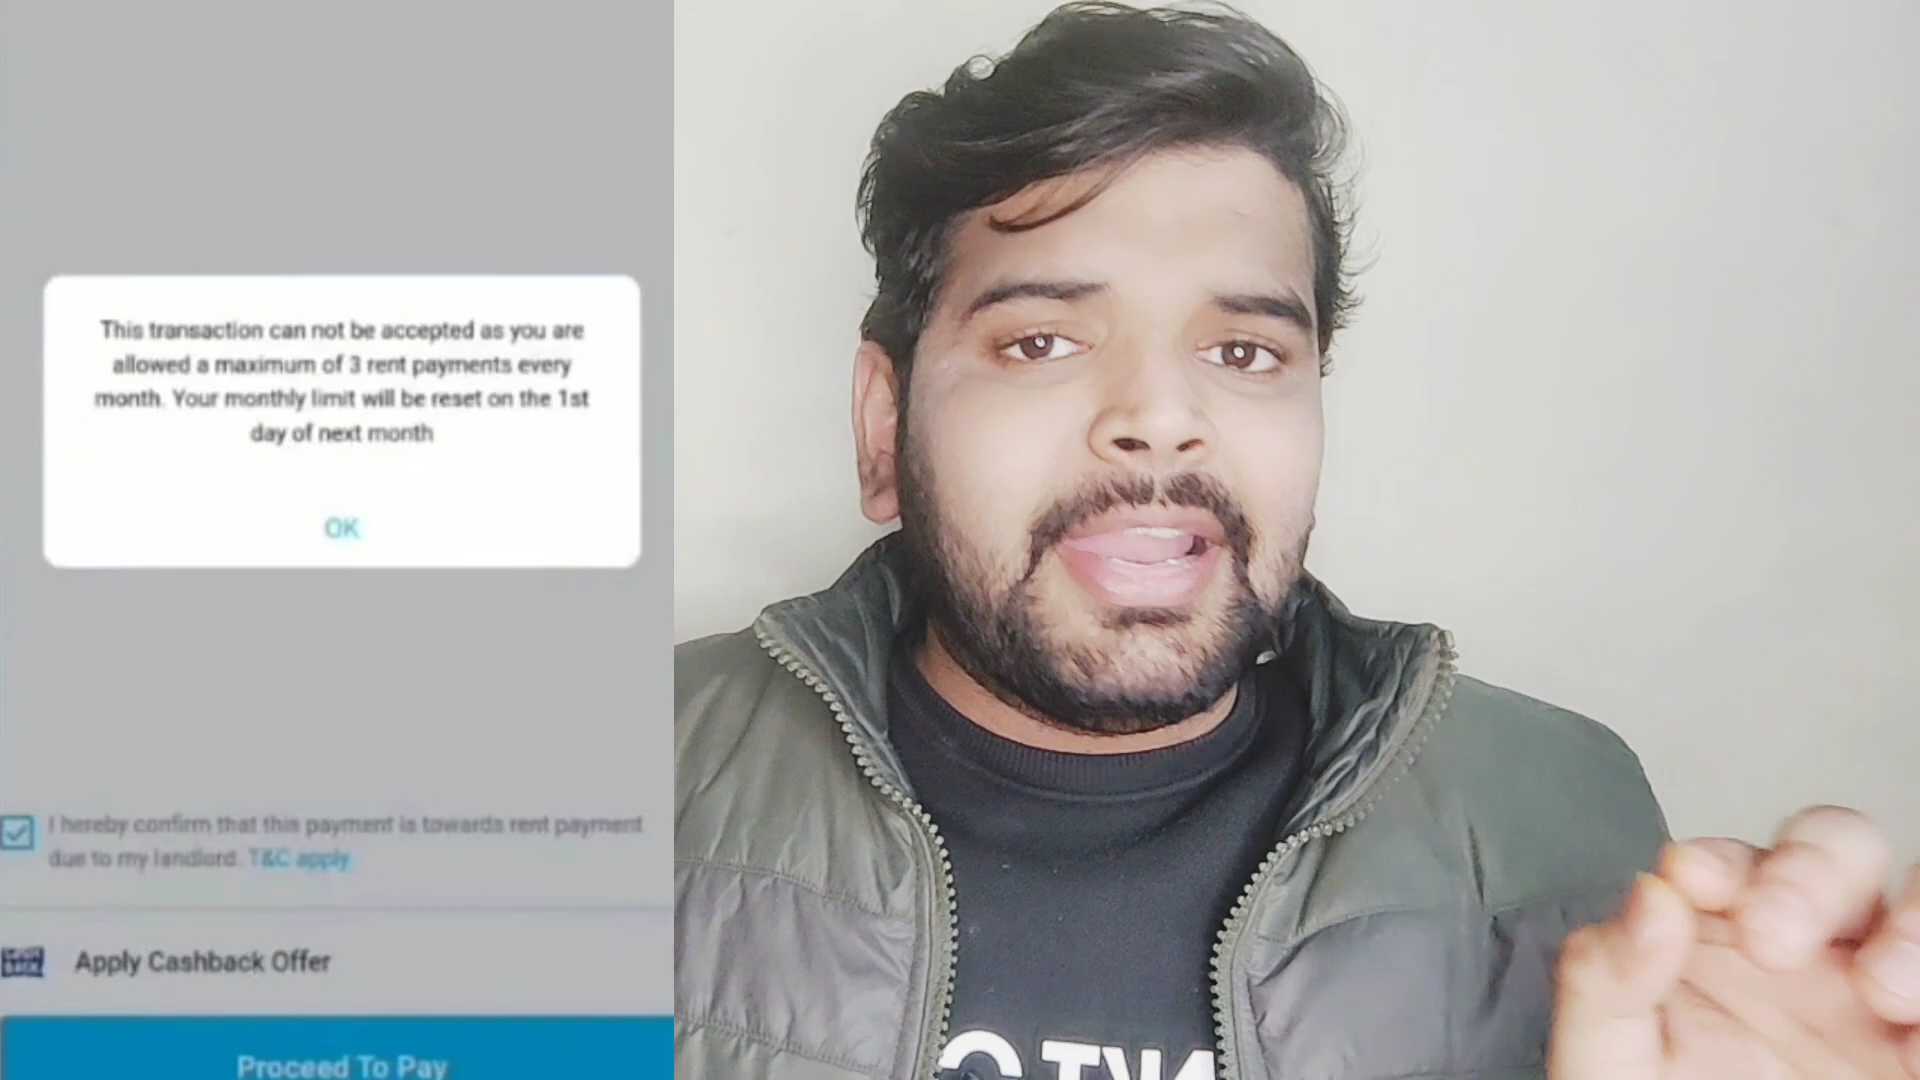 This transaction can not be accepted as you are
allowed a maximum of 3 rent payments every
month. Your monthly limit will be reset on the 1st
day of next month
OK
I hereby confirm that this payment is towards rent payment
due to my landlord. T&C apply
Apply Cashback Offer
Proceed To Pay